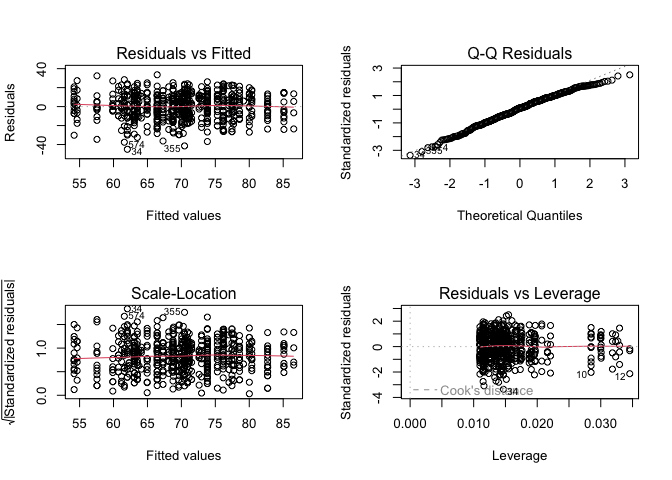 Residuals vs Fitted
Residuals
-40
0
40
574
34
355
55 60 65 70 75 80 85
Fitted values
Q-Q Residuals
Standardized residuals
-3
-1
1
3
34
-3 -2 -1 0 1 2 3
Theoretical Quantiles
Scale-Location
√|Standardized residuals|
0.0
1.0
34
574
355
55 60 65 70 75 80 85
Fitted values
Residuals vs Leverage
Standardized residuals
-4
-2
0
2
10
12
Cook's distance
34
0.000 0.010 0.020 0.030
Leverage